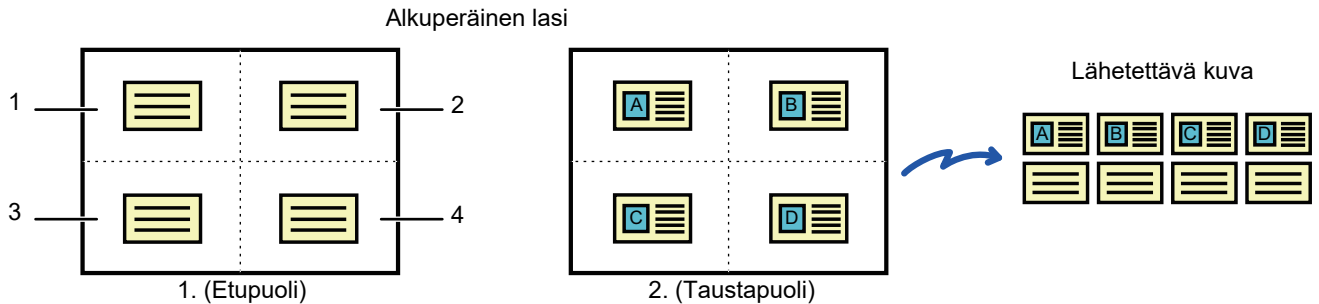 Alkuperäinen lasi
1
2
3
4
1. (Etupuoli)
A
B
C
D
2. (Taustapuoli)
Lähetettävä kuva
A B C D